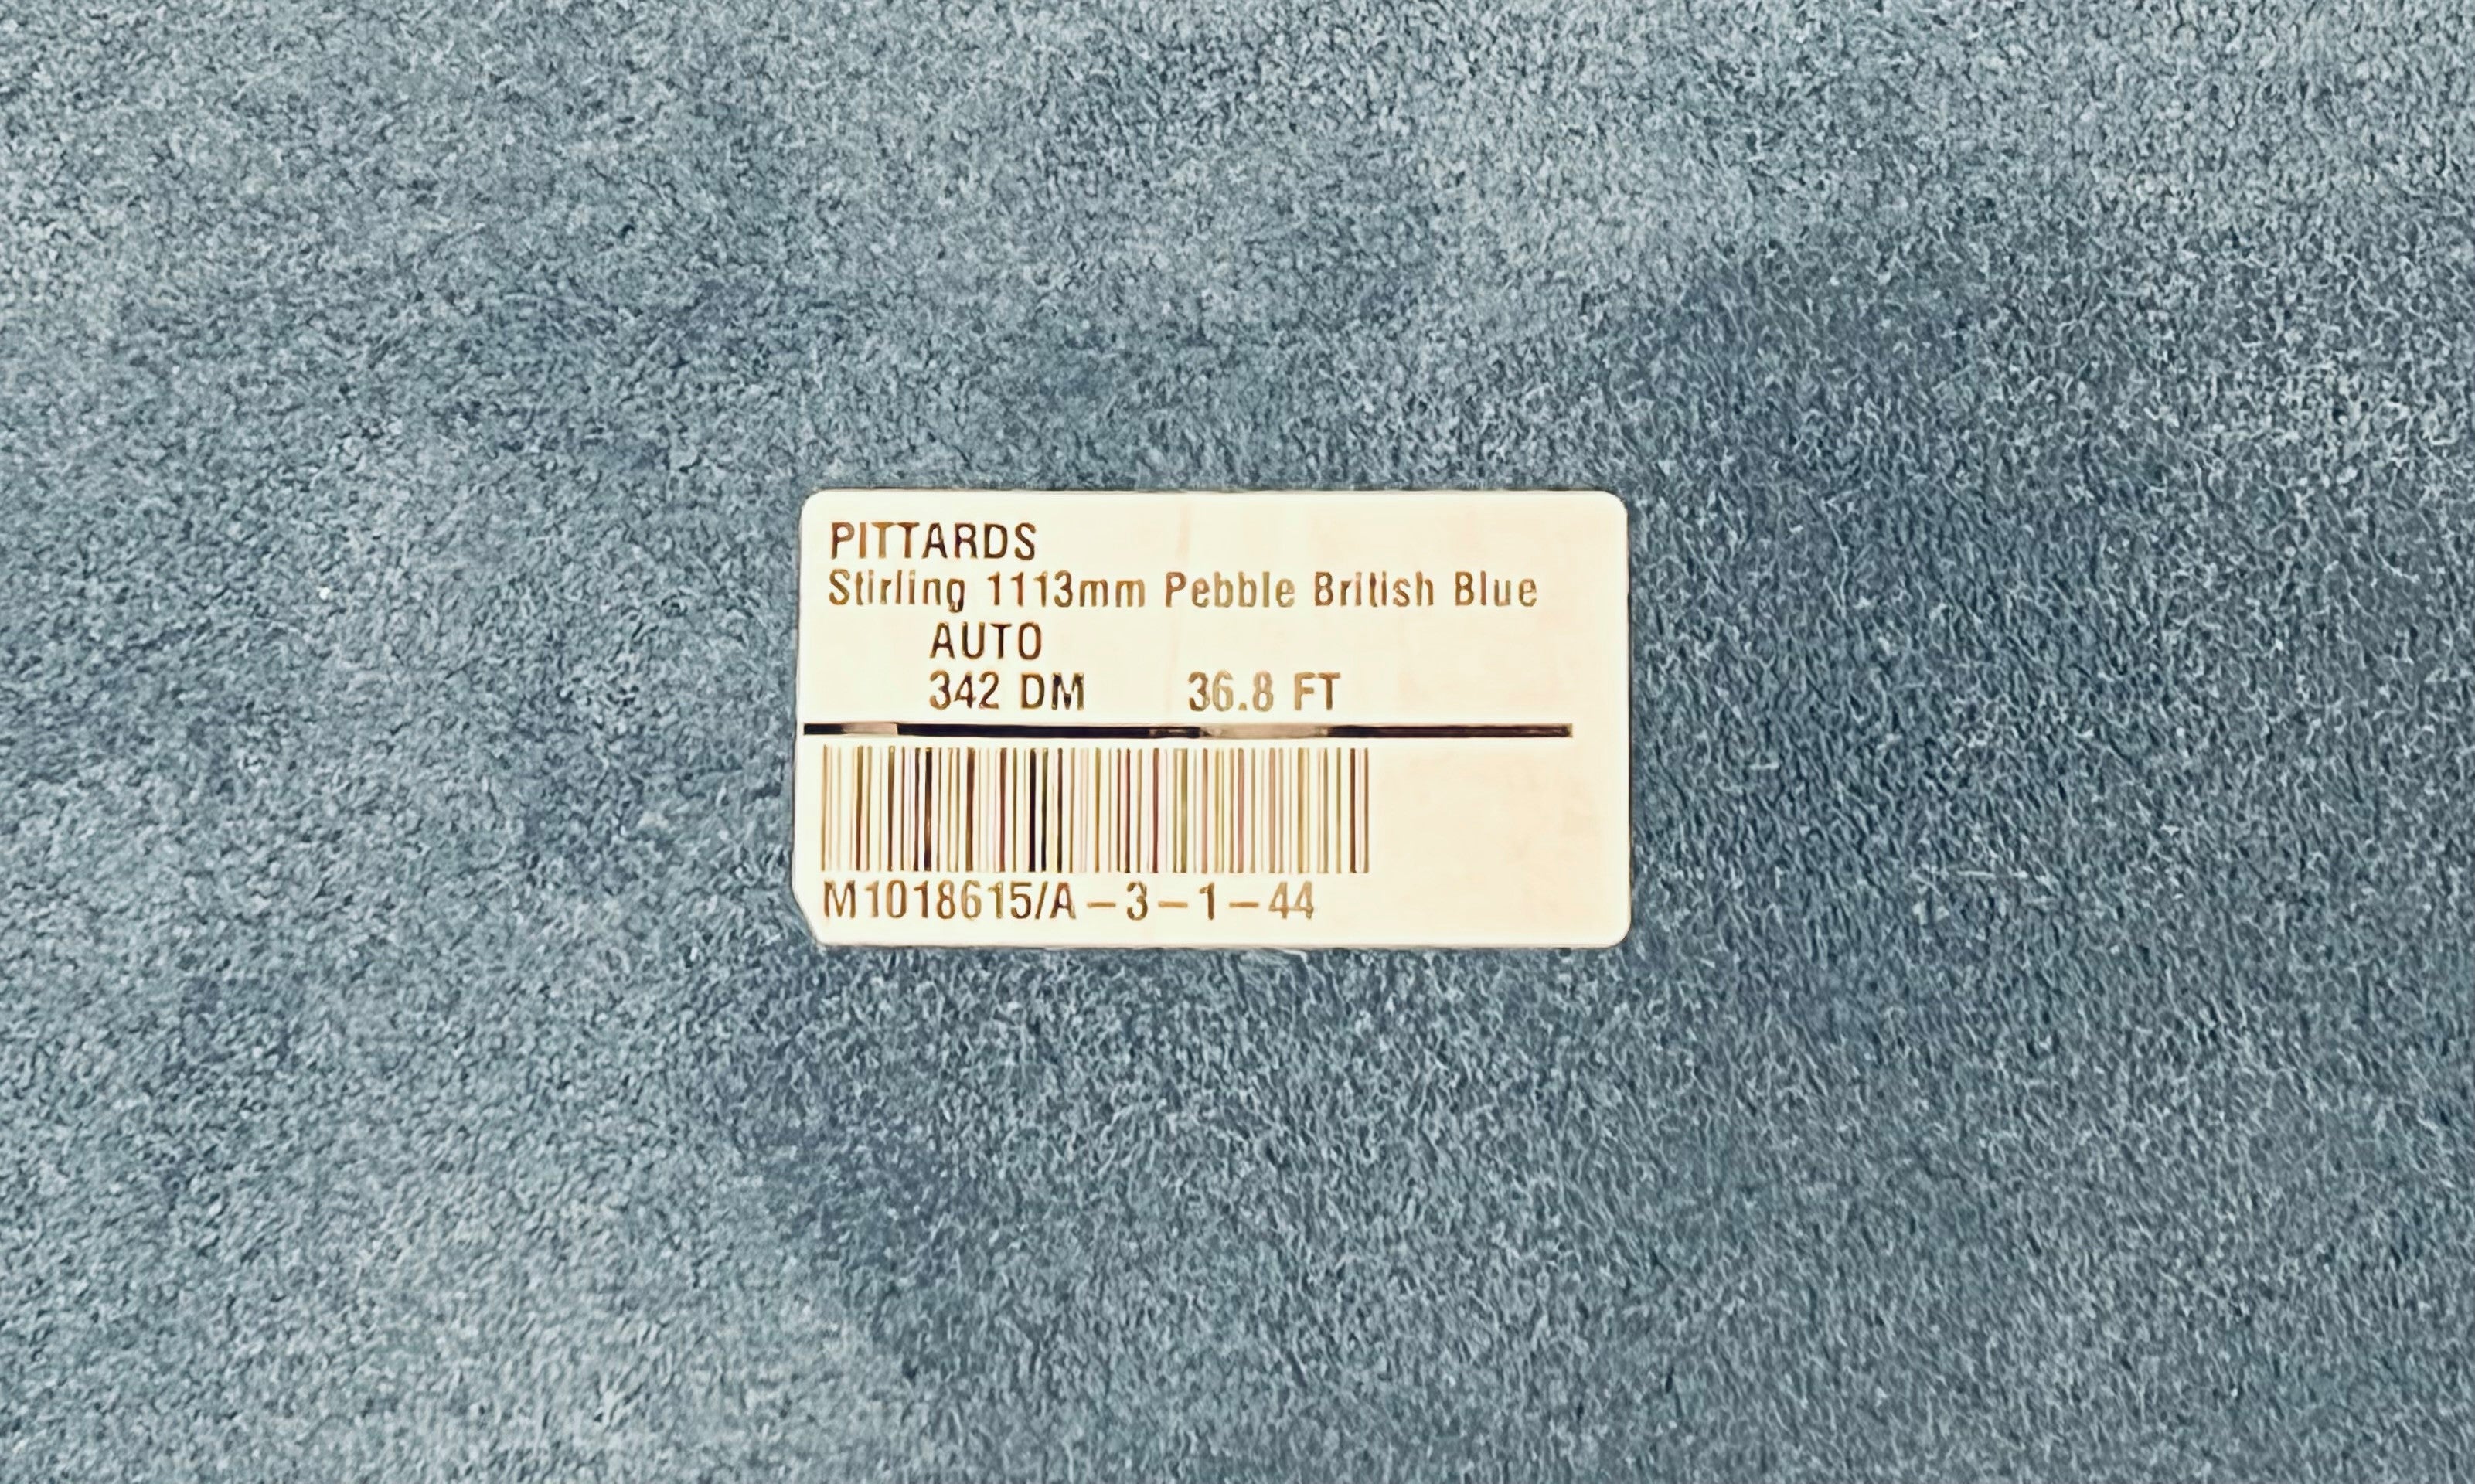 PITTARDS
Stirling 1113mm Pebble British Blue
AUTO
342 DM 36.8 FT
M1018615/A-3-1-44